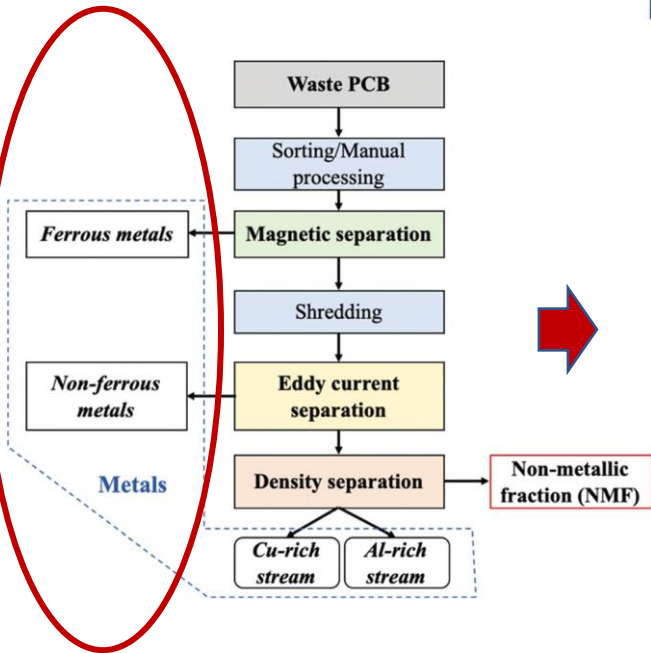 Waste PCB
Sorting/Manual
processing
Ferrous metals
Magnetic separation
Shredding
Non-ferrous
metals
Eddy current
separation
Metals
Density separation
Non-metallic
fraction (NMF)
Cu-rich
stream
Al-rich
stream